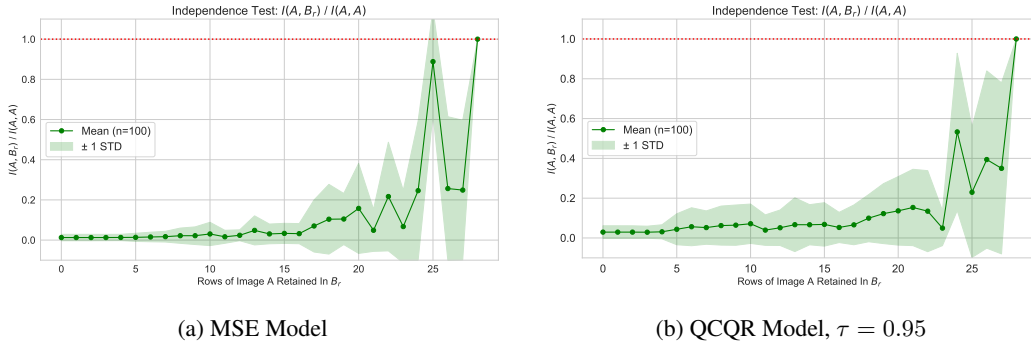 Independence Test: I(A, B_r) / I(A, A)
1.0
0.8
0.6
0.4
0.2
0.0
I(A, B_r) / I(A, A)
Mean (n=100)
± 1 STD
0 5 10 15 20 25
Rows of Image A Retained In B_r
(a) MSE Model
Independence Test: I(A, B_r) / I(A, A)
1.0
0.8
0.6
0.4
0.2
0.0
I(A, B_r) / I(A, A)
Mean (n=100)
± 1 STD
0 5 10 15 20 25
Rows of Image A Retained In B_r
(b) QCQR Model, τ = 0.95